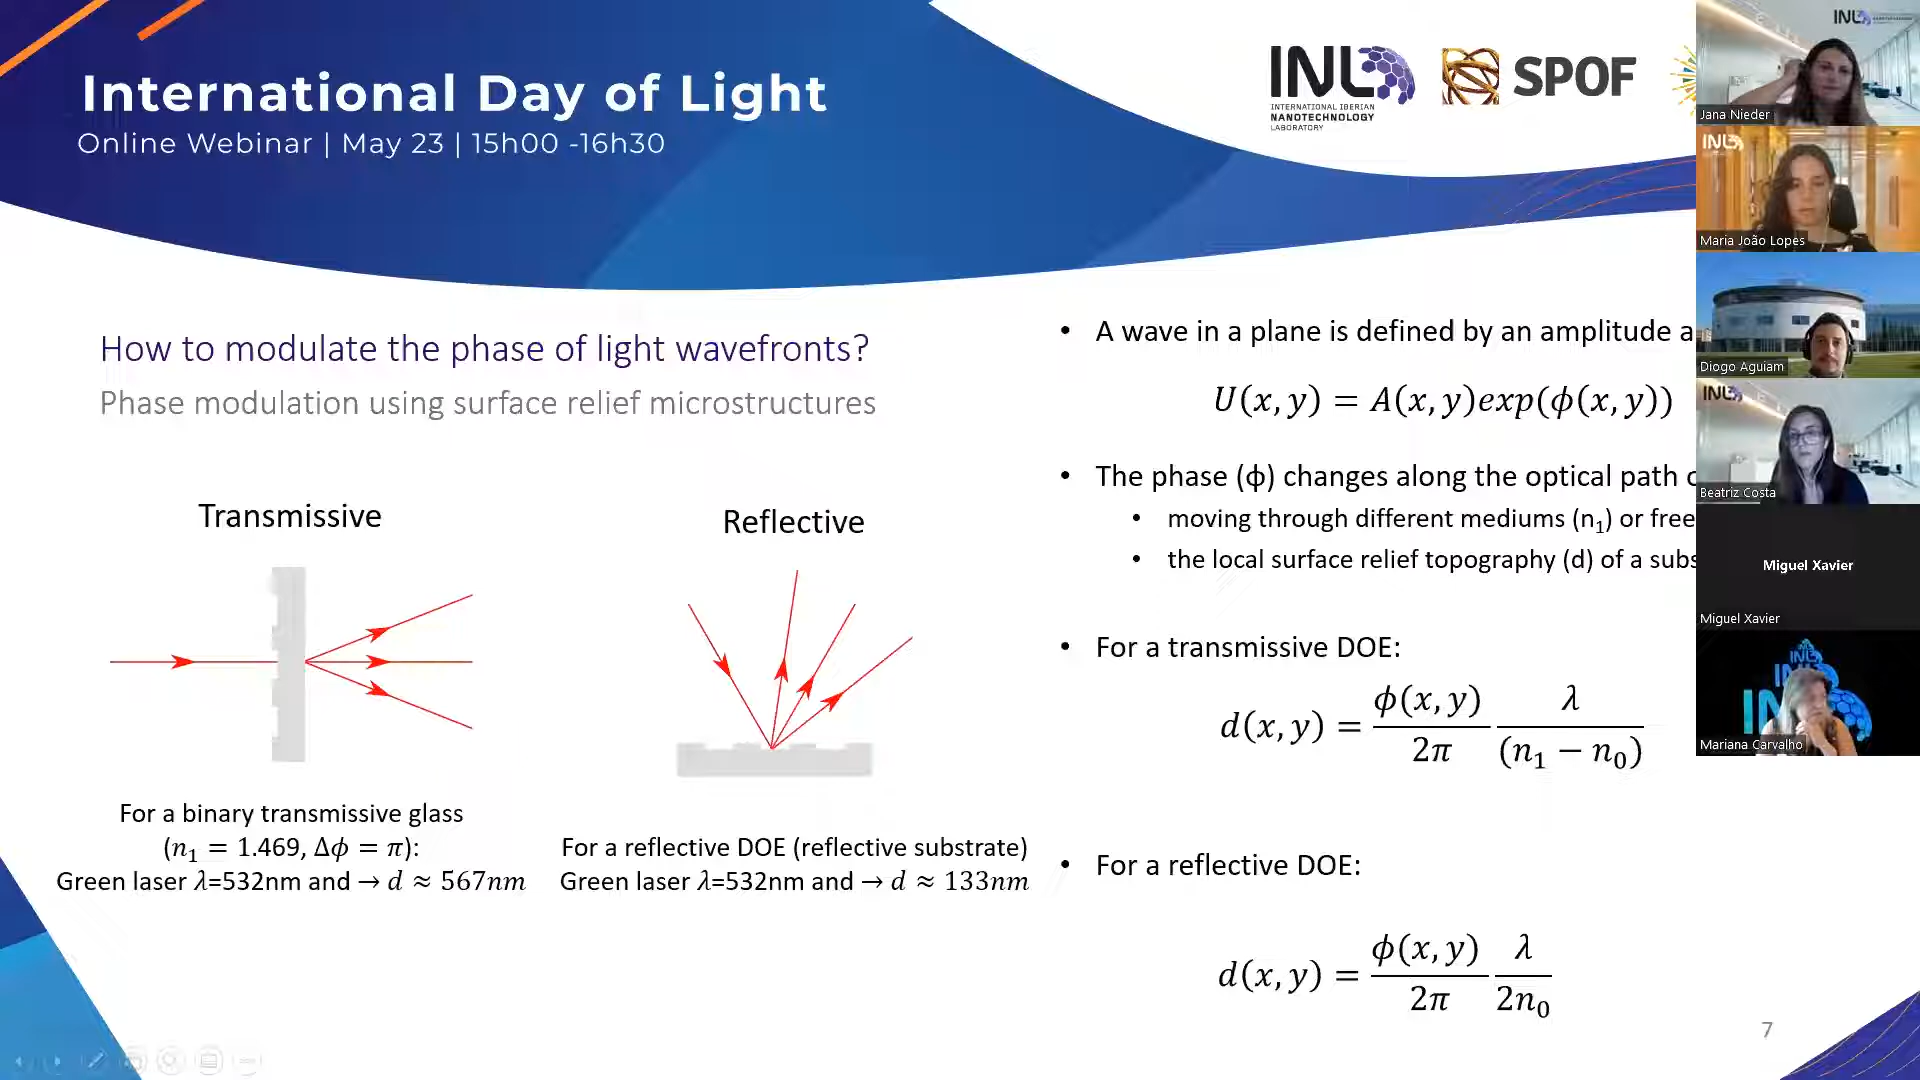 International Day of Light
Online Webinar | May 23 | 15h00 -16h30
INL
INTERNATIONAL IBERIAN
NANOTECHNOLOGY
LABORATORY
SPOF
How to modulate the phase of light wavefronts?
Phase modulation using surface relief microstructures
Transmissive
Reflective
For a binary transmissive glass
(n₁ = 1.469, Δϕ = π):
Green laser λ=532nm and → d ≈ 567nm
For a reflective DOE (reflective substrate)
Green laser λ=532nm and → d ≈ 133nm
• A wave in a plane is defined by an amplitude a
U(x, y) = A(x, y)exp(ϕ(x, y))
• The phase (ϕ) changes along the optical path
• moving through different mediums (n₁) or free
• the local surface relief topography (d) of a subs
• For a transmissive DOE:
d(x, y) = ϕ(x, y)/2π λ/(n₁ − n₀)
• For a reflective DOE:
d(x, y) = ϕ(x, y)/2π λ/2n₀
7
INL
Jana Nieder
INL
Maria João Lopes
Diogo Aguiam
INL
Beatriz Costa
Miguel Xavier
Miguel Xavier
INL
Mariana Carvalho